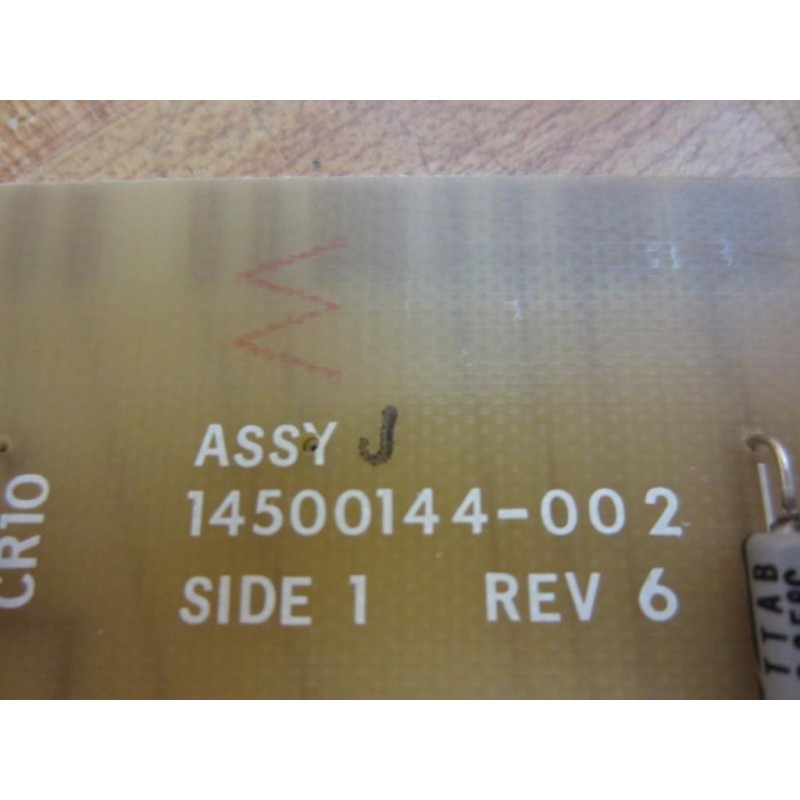 ASSY J
14500144-002
SIDE 1 REV 6
CR10
TTAB